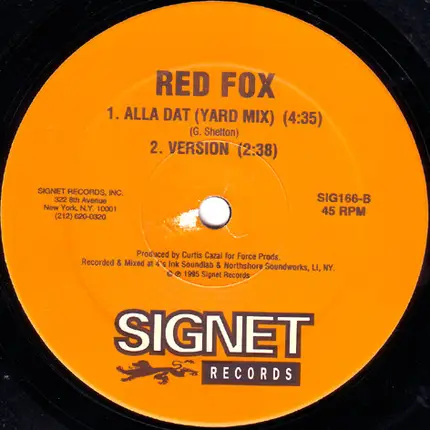 RED FOX
1. ALLA DAT (YARD MIX) (4:35)
(G. Shelton)
2. VERSION (2:38)
SIGNET RECORDS, INC.
322 8th Avenue
New York, N.Y. 10001
(212) 620-0320
SIG166-B
45 RPM
Produced by Curtis Cazal for Force Prods.
Recorded & Mixed at 4's Ink Soundlab & Northshore Soundworks, LI, NY.
© ℗ 1995 Signet Records
SIGNET
RECORDS